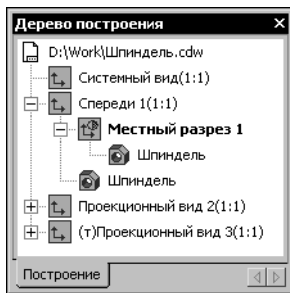 Дерево построения
D:\Work\Шпиндель.cdw
Системный вид(1:1)
Спереди 1(1:1)
Местный разрез 1
Шпиндель
Шпиндель
Проекционный вид 2(1:1)
(т)Проекционный вид 3(1:1)
Построение